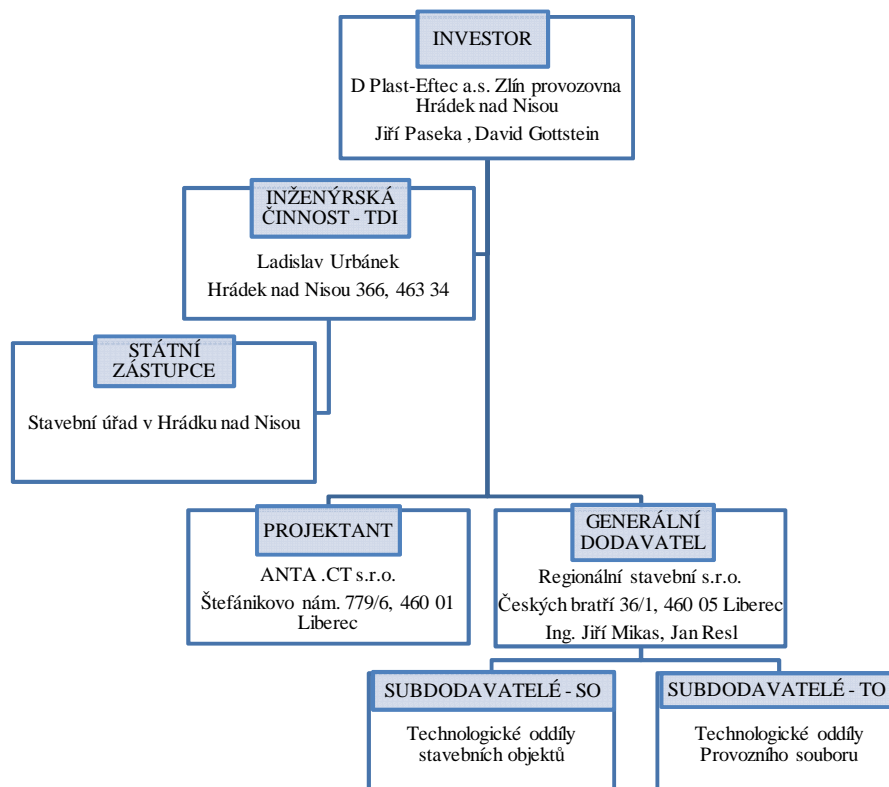 INVESTOR
D Plast-Eftec a.s. Zlín provozovna
Hrádek nad Nisou
Jiří Paseka , David Gottstein
INŽENÝRSKÁ
ČINNOST - TDI
Ladislav Urbánek
Hrádek nad Nisou 366, 463 34
STÁTNÍ
ZÁSTUPCE
Stavební úřad v Hrádku nad Nisou
PROJEKTANT
ANTA .CT s.r.o.
Štefánikovo nám. 779/6, 460 01
Liberec
GENERÁLNÍ
DODAVATEL
Regionální stavební s.r.o.
Českých bratří 36/1, 460 05 Liberec
Ing. Jiří Mikas, Jan Resl
SUBDODAVATELÉ - SO
Technologické oddíly
stavebních objektů
SUBDODAVATELÉ - TO
Technologické oddíly
Provozního souboru